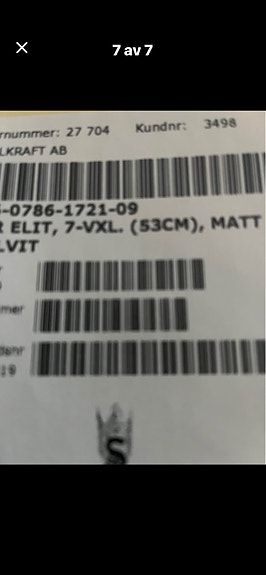 7 av 7
rnummer: 27 704 Kundnr: 3498
LKRAFT AB
-0786-1721-09
ELIT, 7-VXL. (53CM), MATT
LVIT
mer
S